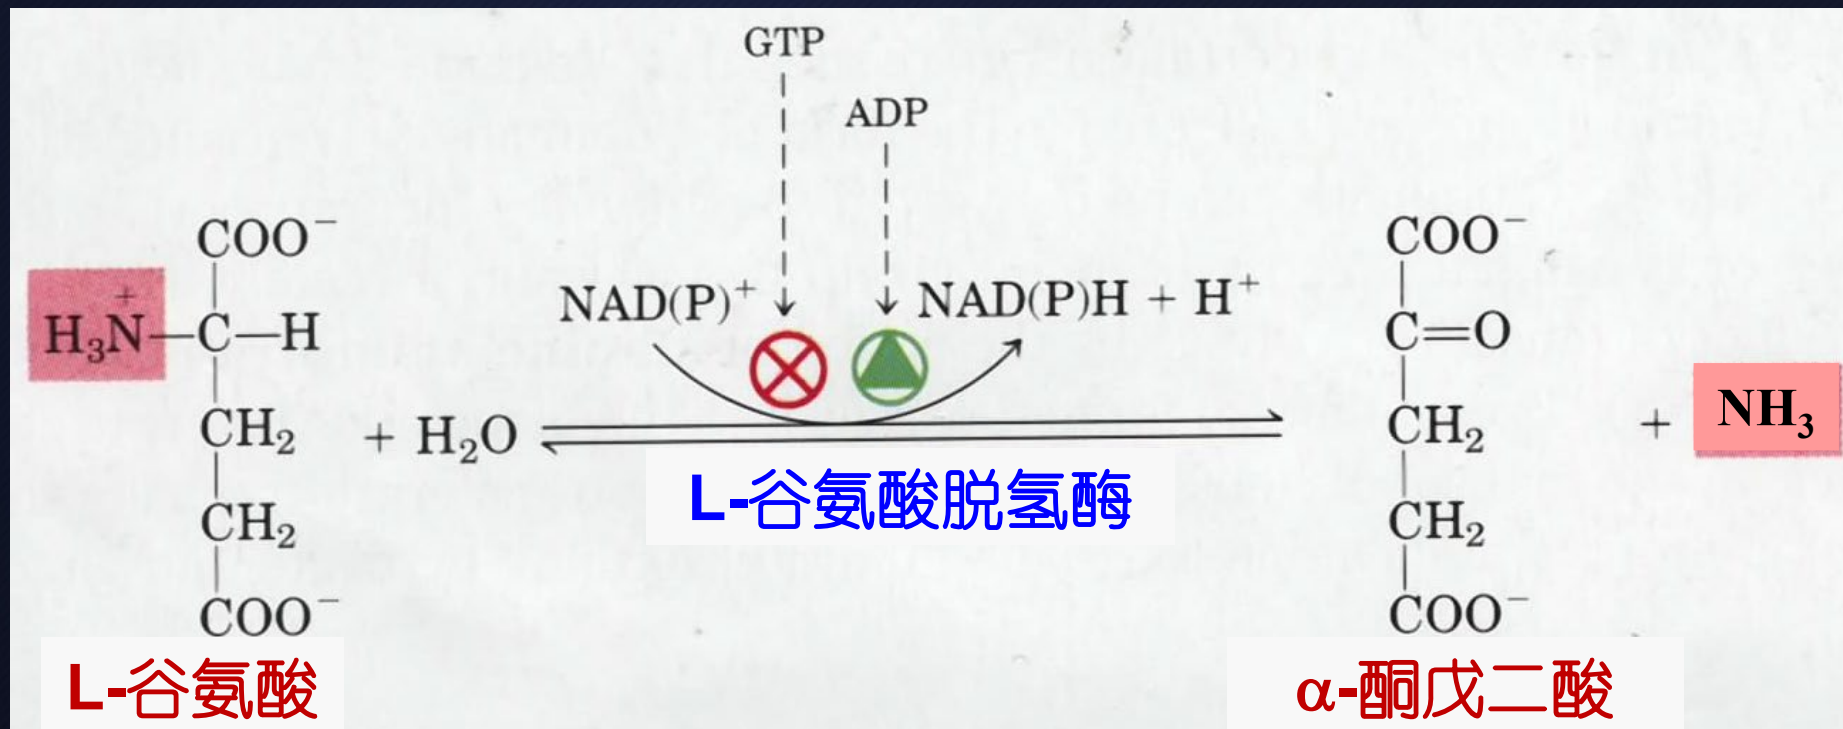 GTP
ADP
NAD(P)⁺
NAD(P)H + H⁺
COO⁻
H₃N⁺—C—H
CH₂
CH₂
COO⁻
+ H₂O
L-谷氨酸脱氢酶
COO⁻
C=O
CH₂
CH₂
COO⁻
+ NH₃
L-谷氨酸
α-酮戊二酸